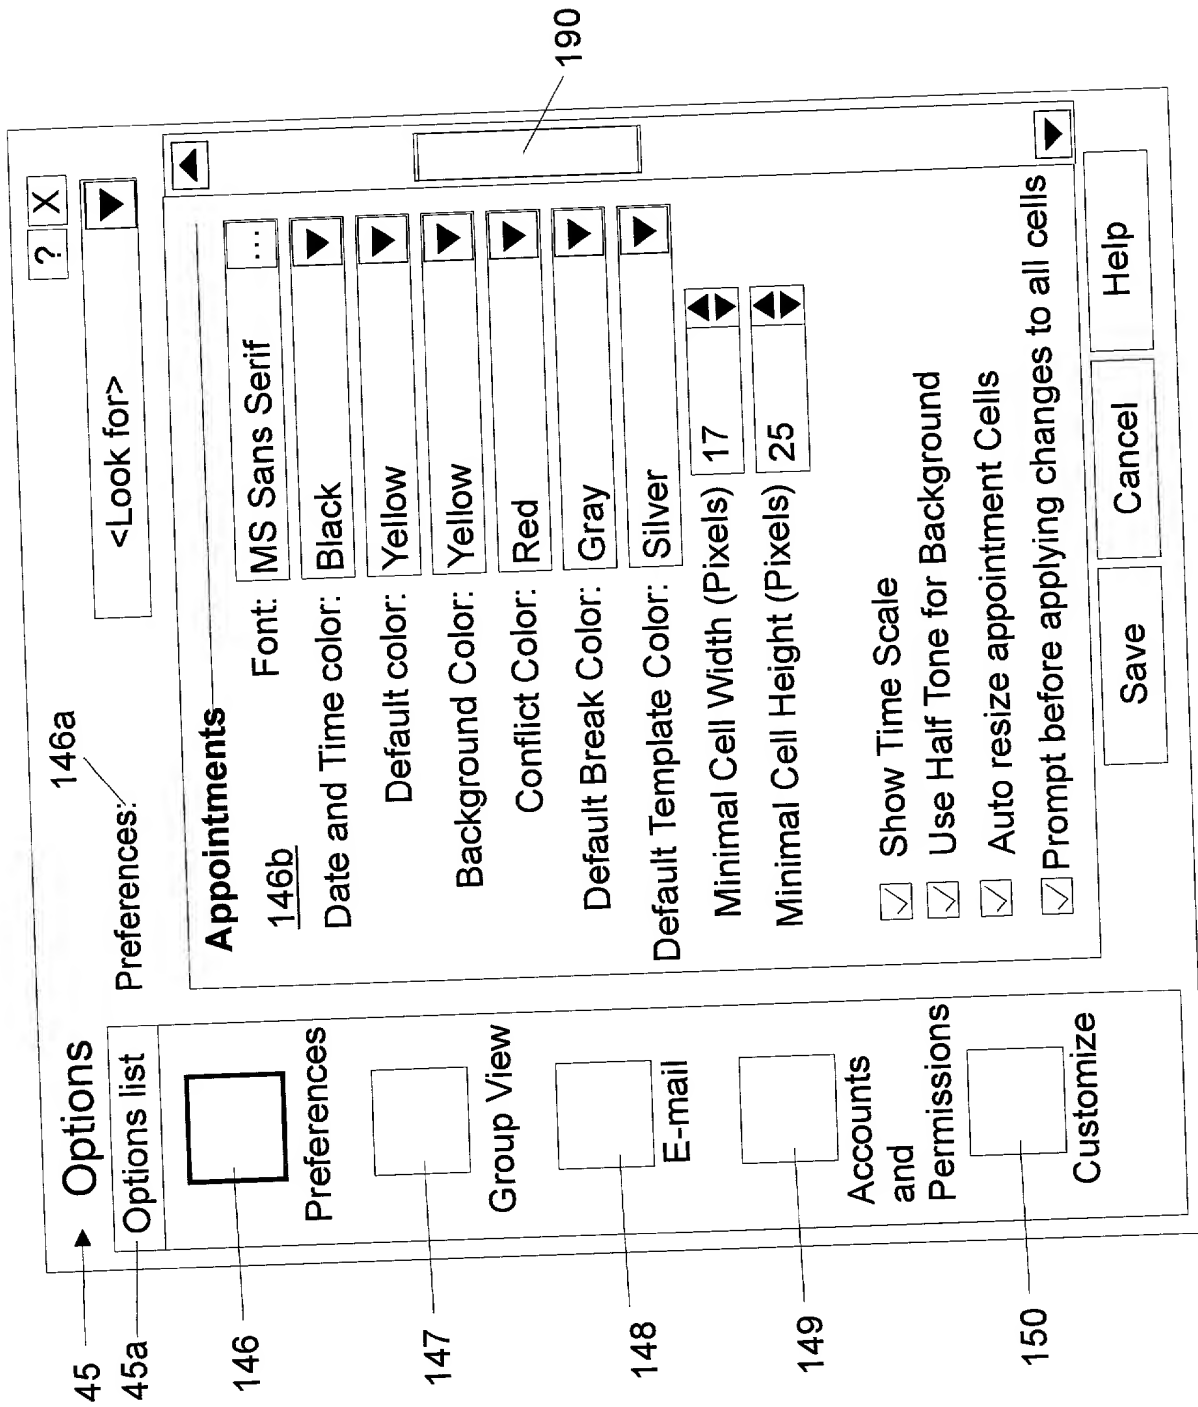 45
Options
? X
45a
Options list
146a
Preferences:
<Look for>
146
Preferences
147
Group View
148
E-mail
149
Accounts
and
Permissions
150
Customize
Appointments
146b
Font: MS Sans Serif ...
Date and Time color: Black
Default color: Yellow
Background Color: Yellow
Conflict Color: Red
Default Break Color: Gray
Default Template Color: Silver
Minimal Cell Width (Pixels) 17
Minimal Cell Height (Pixels) 25
Show Time Scale
Use Half Tone for Background
Auto resize appointment Cells
Prompt before applying changes to all cells
190
Save
Cancel
Help